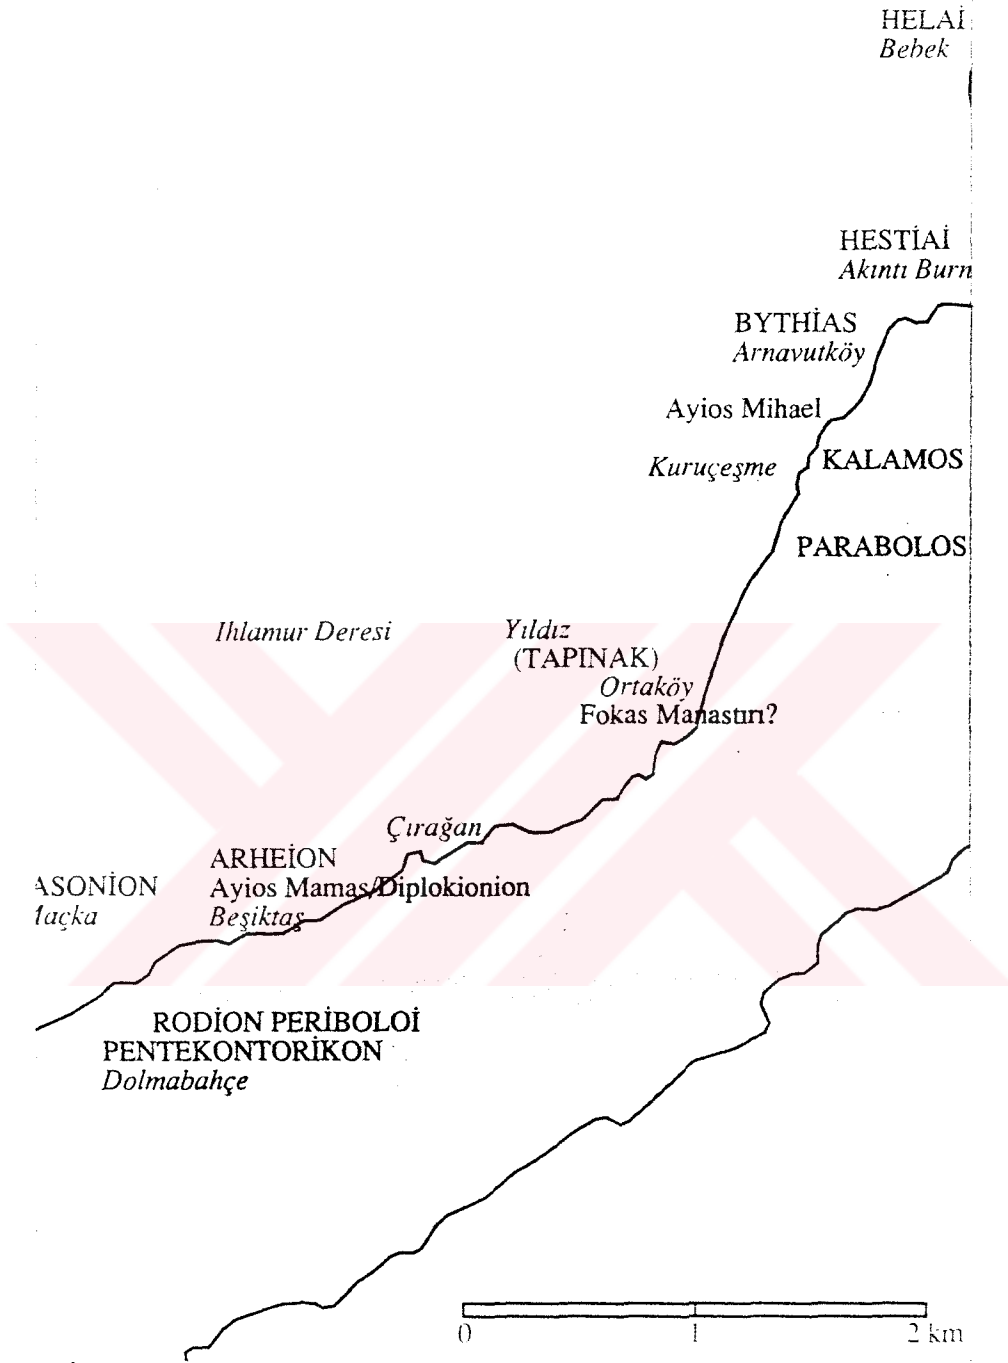 HELAİ
Bebek
HESTİAİ
Akıntı Burn
BYTHİAS
Arnavutköy
Ayios Mihael
Kuruçeşme
KALAMOS
PARABOLOS
Ihlamur Deresi
Yıldız
(TAPINAK)
Ortaköy
Fokas Manastırı?
Çırağan
ARHEİON
ASONİON
Ayios Mamas/Diplokionion
açka
Beşiktaş
RODİON PERİBOLOİ
PENTEKONTORİKON
Dolmabahçe
0 1 2 km